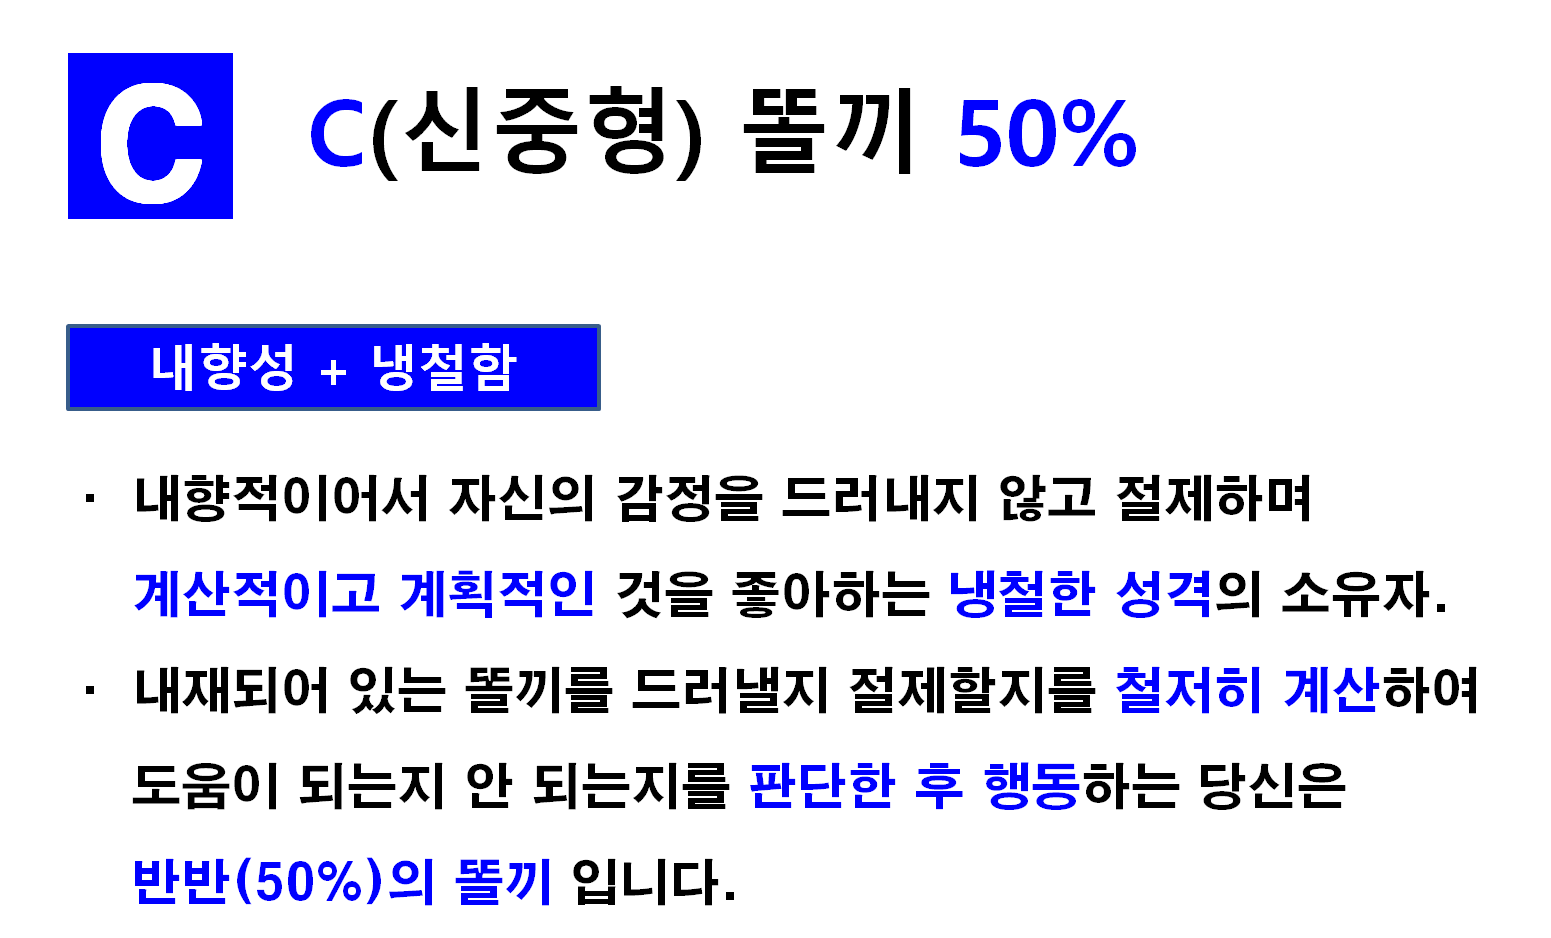 C
C(신중형) 똘끼 50%
내향성 + 냉철함
· 내향적이어서 자신의 감정을 드러내지 않고 절제하며
계산적이고 계획적인 것을 좋아하는 냉철한 성격의 소유자.
· 내재되어 있는 똘끼를 드러낼지 절제할지를 철저히 계산하여
도움이 되는지 안 되는지를 판단한 후 행동하는 당신은
반반(50%)의 똘끼 입니다.